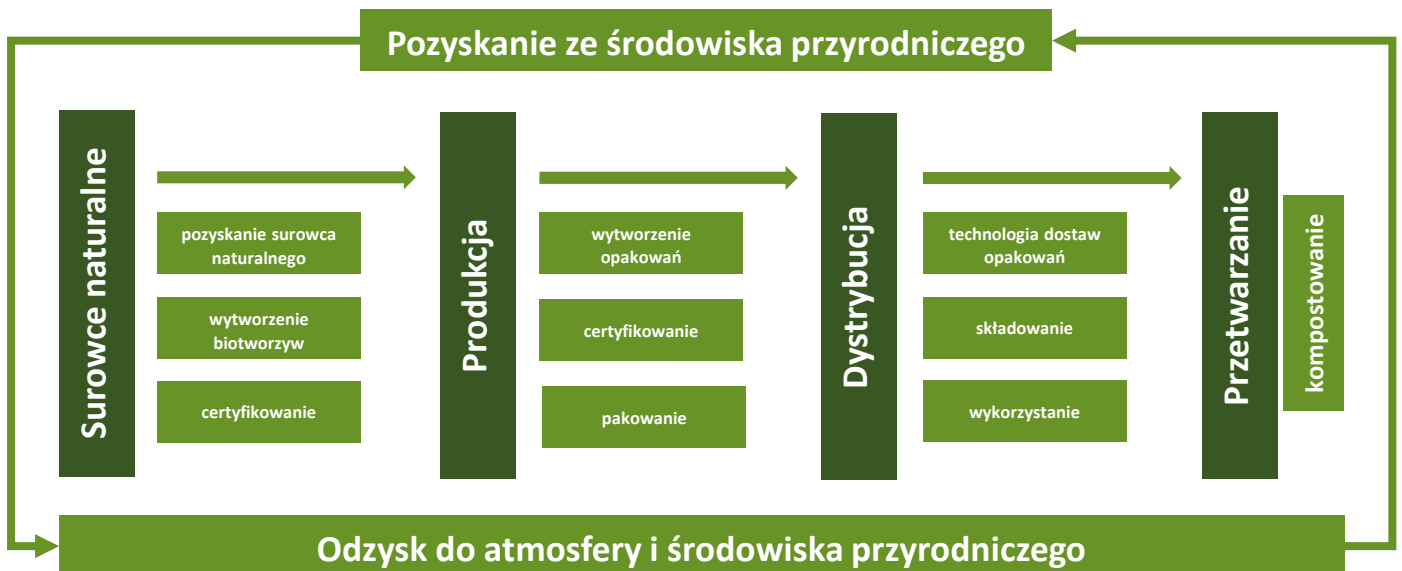 Pozyskanie ze środowiska przyrodniczego
Surowce naturalne
pozyskanie surowca
naturalnego
wytworzenie
biotworzyw
certyfikowanie
Produkcja
wytworzenie
opakowań
certyfikowanie
pakowanie
Dystrybucja
technologia dostaw
opakowań
składowanie
wykorzystanie
Przetwarzanie
kompostowanie
Odzysk do atmosfery i środowiska przyrodniczego